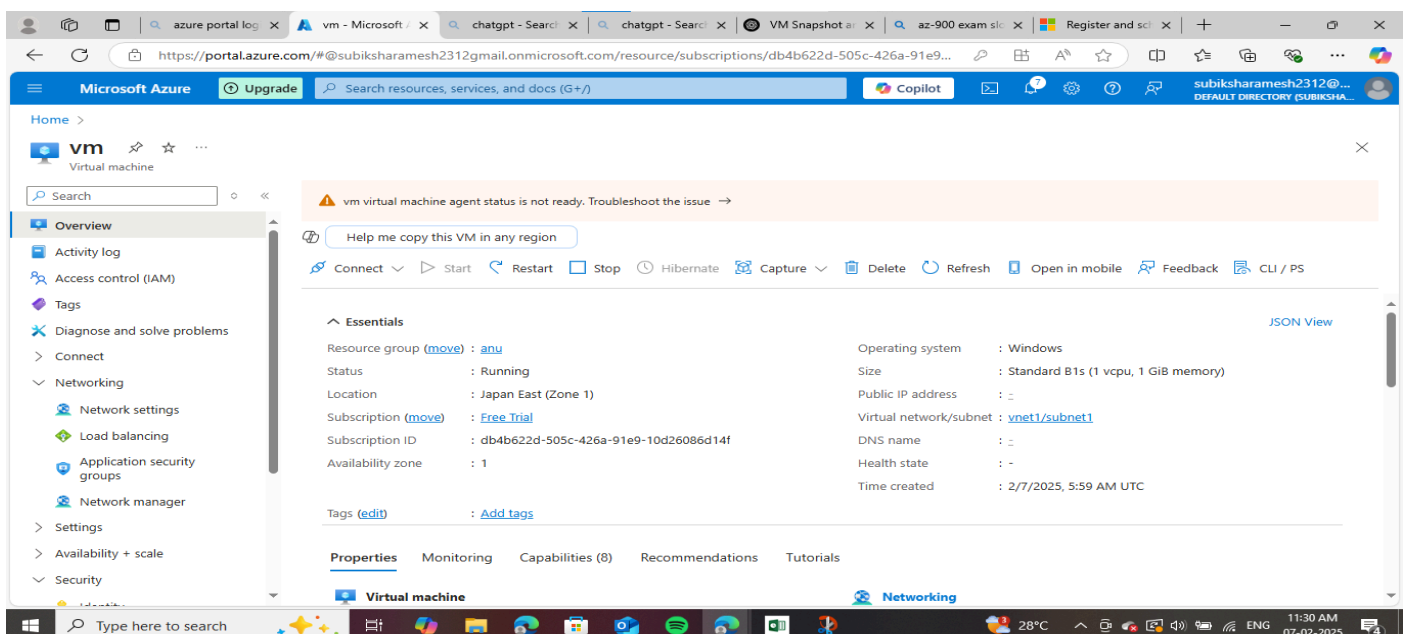 azure portal log
vm - Microsoft A
chatgpt - Search
chatgpt - Search
VM Snapshot ar
az-900 exam slo
Register and sch
https://portal.azure.com/#@subiksharamesh2312gmail.onmicrosoft.com/resource/subscriptions/db4b622d-505c-426a-91e9...
Microsoft Azure
Upgrade
Search resources, services, and docs (G+/)
Copilot
7
subiksharamesh2312@...
DEFAULT DIRECTORY (SUBIKSHA...
Home >
vm
Virtual machine
Search
Overview
Activity log
Access control (IAM)
Tags
Diagnose and solve problems
Connect
Networking
Network settings
Load balancing
Application security
groups
Network manager
Settings
Availability + scale
Security
Identity
vm virtual machine agent status is not ready. Troubleshoot the issue →
Help me copy this VM in any region
Connect Start Restart Stop Hibernate Capture Delete Refresh Open in mobile Feedback CLI / PS
Essentials
JSON View
Resource group (move) : anu
Status : Running
Location : Japan East (Zone 1)
Subscription (move) : Free Trial
Subscription ID : db4b622d-505c-426a-91e9-10d26086d14f
Availability zone : 1
Operating system : Windows
Size : Standard B1s (1 vcpu, 1 GiB memory)
Public IP address : -
Virtual network/subnet : vnet1/subnet1
DNS name : -
Health state : -
Time created : 2/7/2025, 5:59 AM UTC
Tags (edit) : Add tags
Properties Monitoring Capabilities (8) Recommendations Tutorials
Virtual machine
Networking
Type here to search
28°C
ENG
11:30 AM
07-02-2025
4